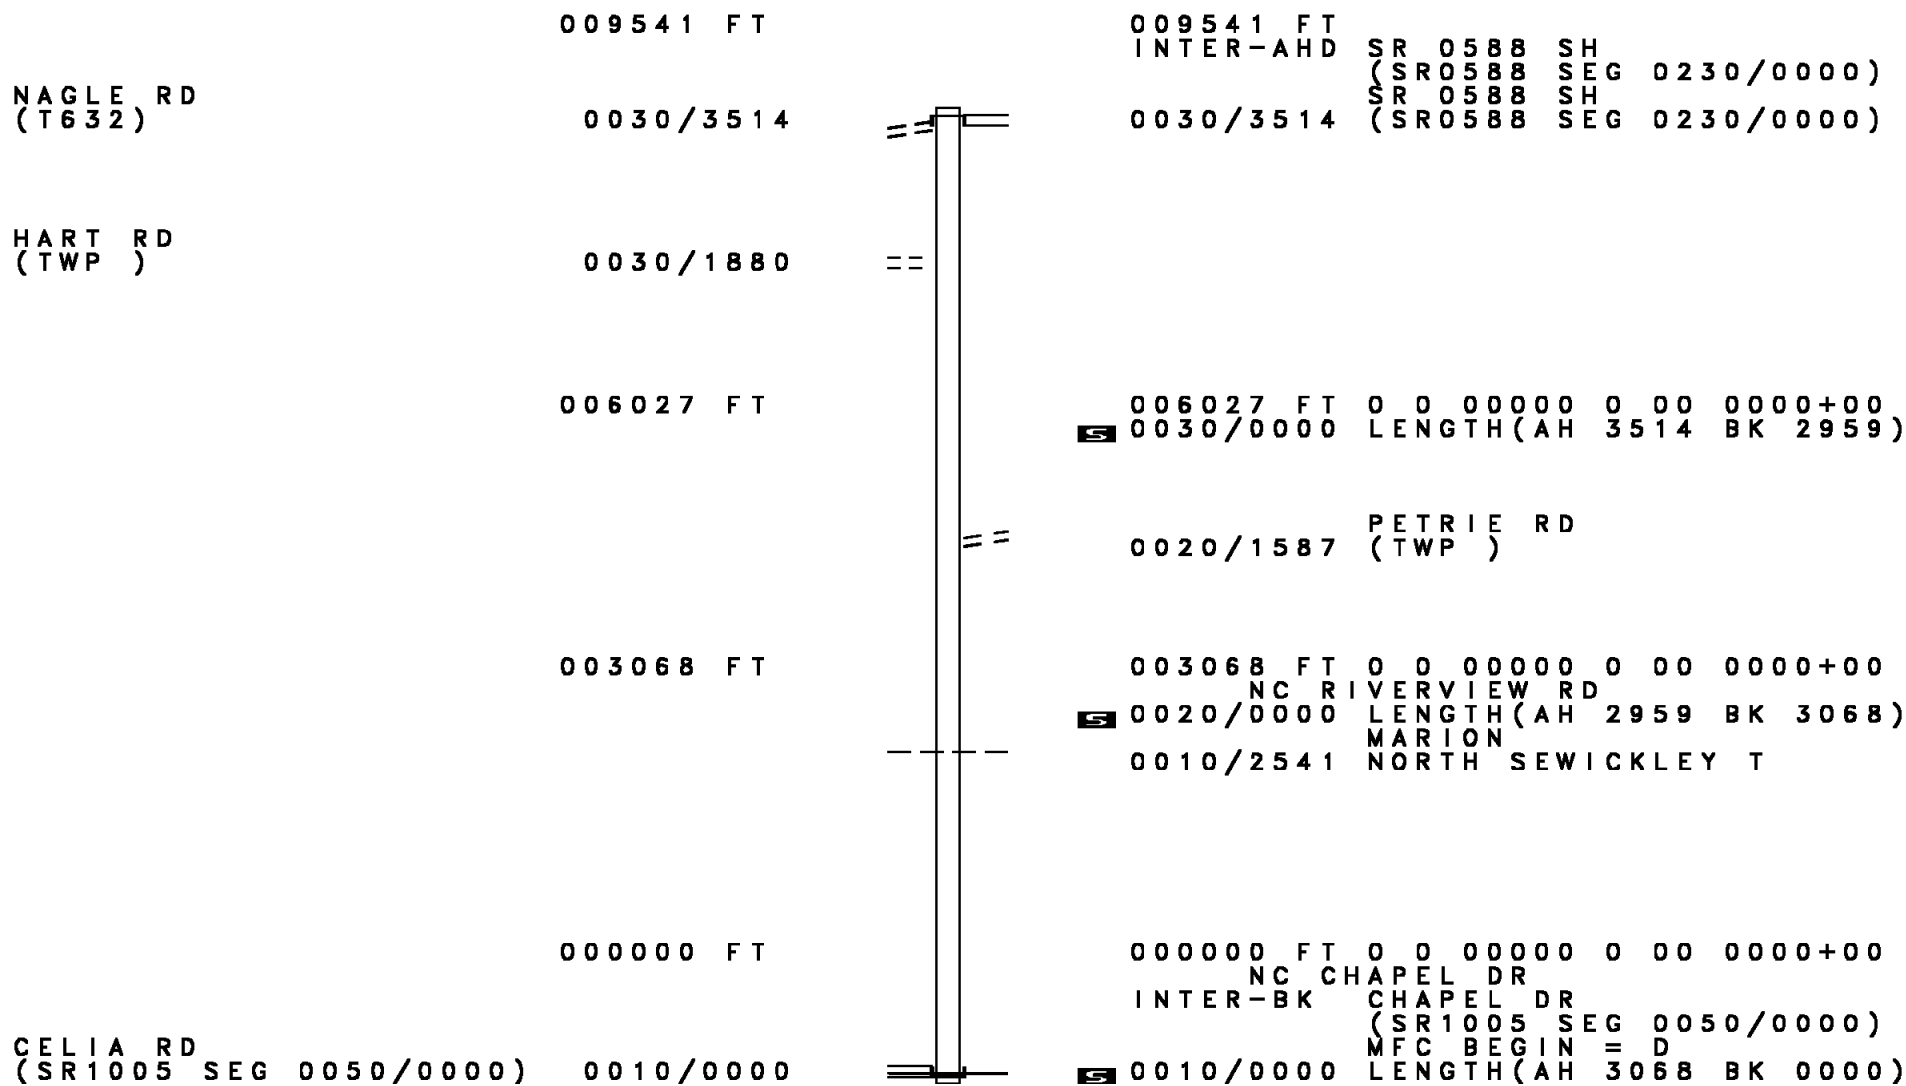 009541 FT 009541 FT
INTER-AHD SR 0588 SH
(SR0588 SEG 0230/0000)
NAGLE RD SR 0588 SH
(T632) 0030/3514 0030/3514 (SR0588 SEG 0230/0000)
HART RD
(TWP ) 0030/1880
006027 FT 006027 FT 0 0 00000 0 00 0000+00
S 0030/0000 LENGTH(AH 3514 BK 2959)
PETRIE RD
0020/1587 (TWP )
003068 FT 003068 FT 0 0 00000 0 00 0000+00
NC RIVERVIEW RD
S 0020/0000 LENGTH(AH 2959 BK 3068)
MARION
0010/2541 NORTH SEWICKLEY T
000000 FT 000000 FT 0 0 00000 0 00 0000+00
NC CHAPEL DR
INTER-BK CHAPEL DR
(SR1005 SEG 0050/0000)
CELIA RD MFC BEGIN = D
(SR1005 SEG 0050/0000) 0010/0000 S 0010/0000 LENGTH(AH 3068 BK 0000)